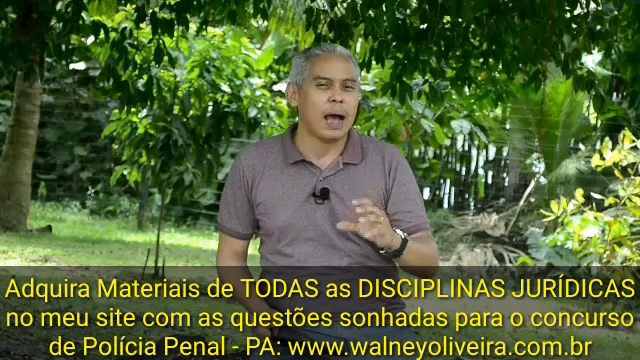 Adquira Materiais de TODAS as DISCIPLINAS JURÍDICAS
no meu site com as questões sonhadas para o concurso
de Polícia Penal - PA: www.walneyoliveira.com.br